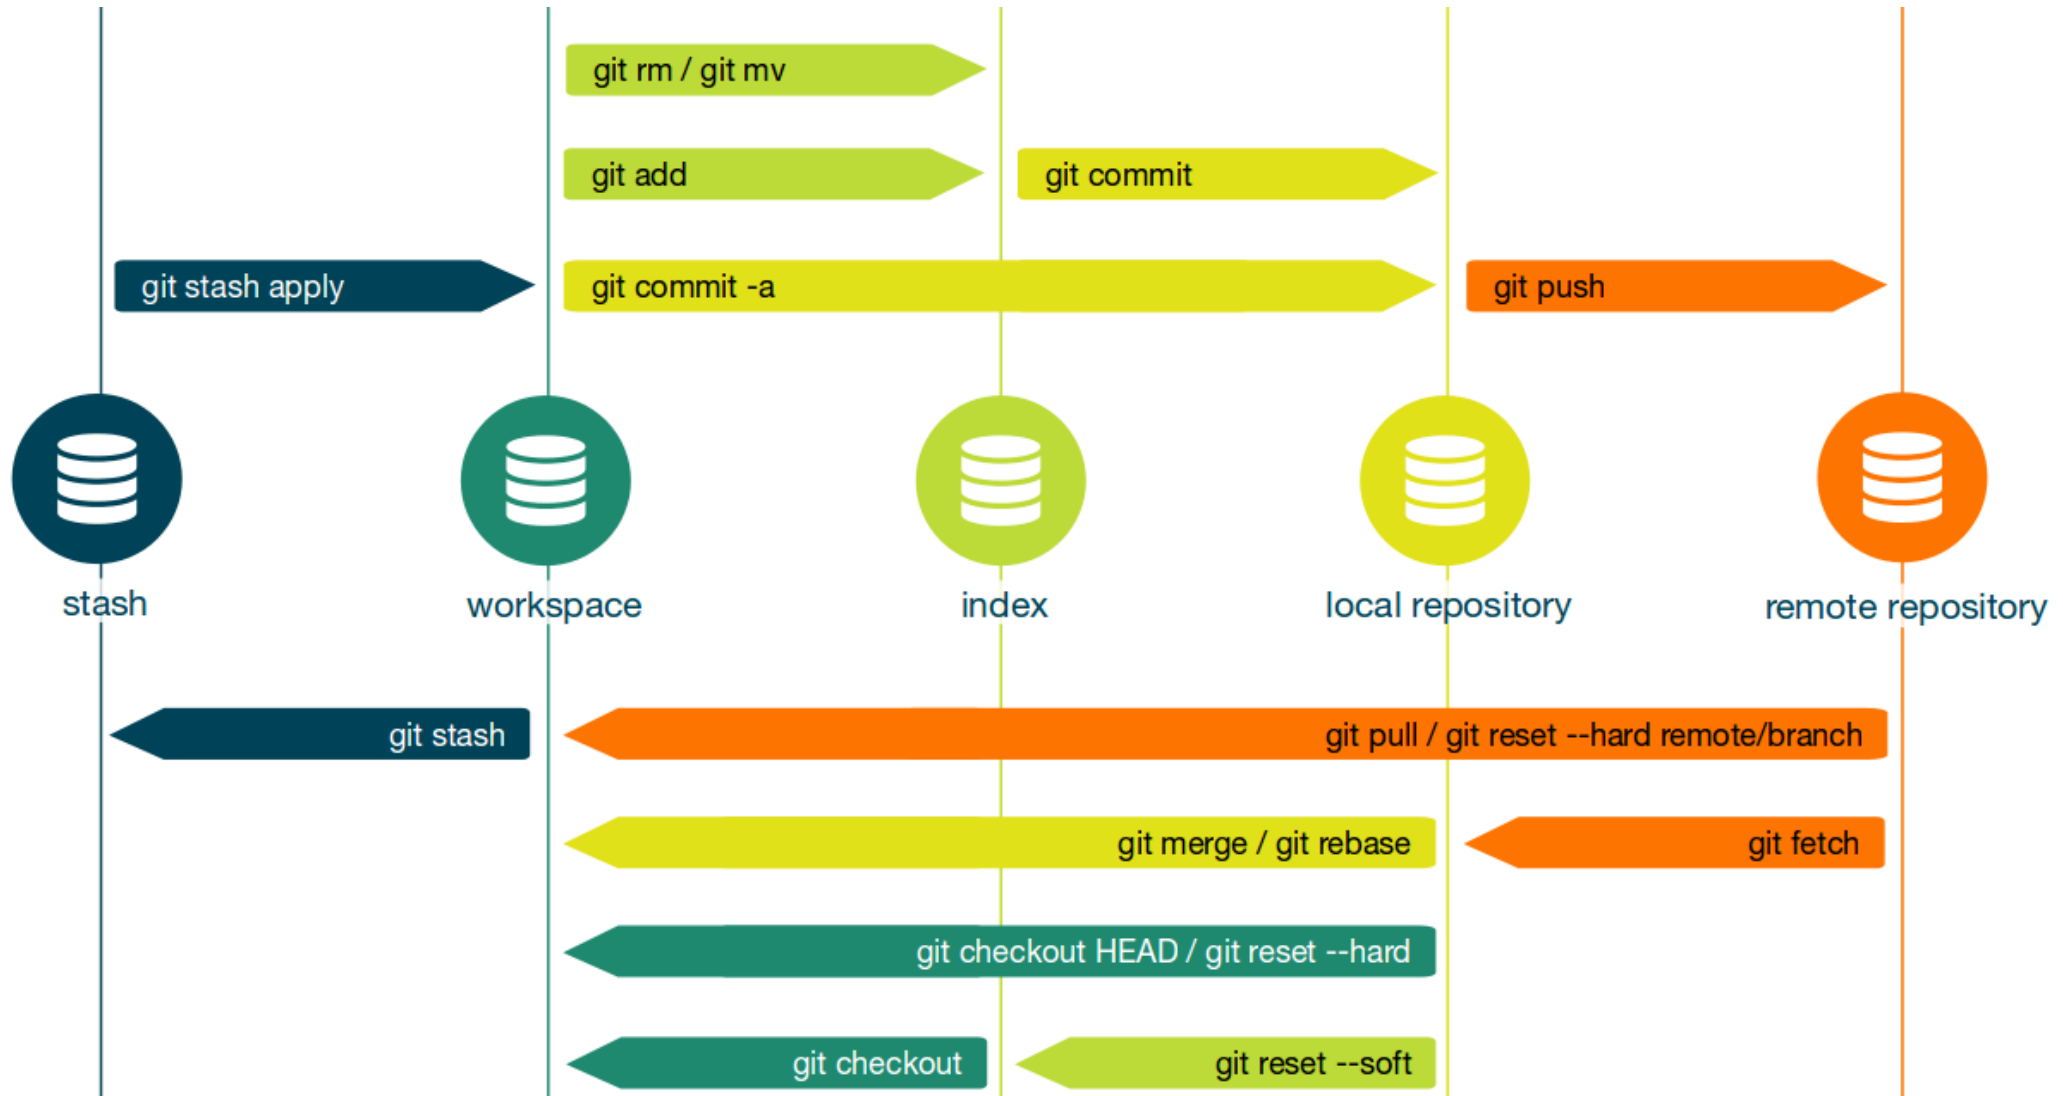 git rm / git mv
git add
git commit
git stash apply
git commit -a
git push
stash
workspace
index
local repository
remote repository
git stash
git pull / git reset --hard remote/branch
git merge / git rebase
git fetch
git checkout HEAD / git reset --hard
git checkout
git reset --soft